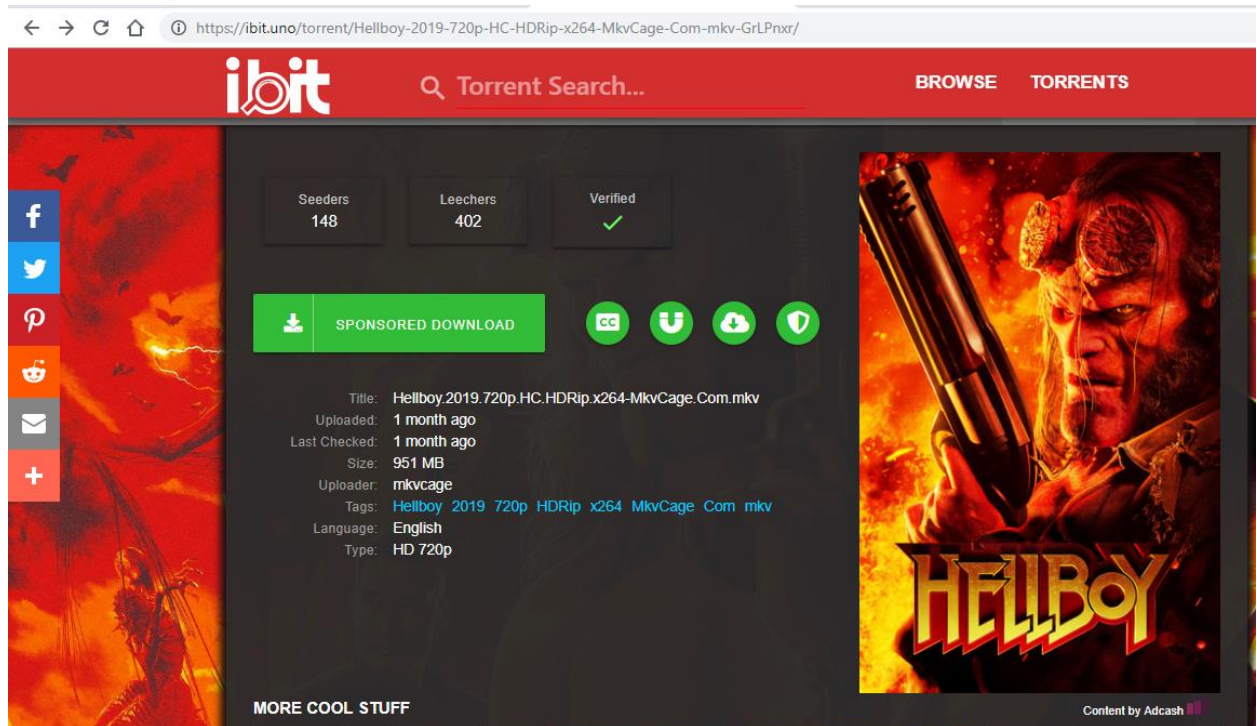 https://ibit.uno/torrent/Hellboy-2019-720p-HC-HDRip-x264-MkvCage-Com-mkv-GrLPnxr/
ibit
Torrent Search...
BROWSE TORRENTS
Seeders Leechers Verified
148 402
SPONSORED DOWNLOAD
CC
Title: Hellboy.2019.720p.HC.HDRip.x264-MkvCage.Com.mkv
Uploaded: 1 month ago
Last Checked: 1 month ago
Size: 951 MB
Uploader: mkvcage
Tags: Hellboy 2019 720p HDRip x264 MkvCage Com mkv
Language: English
Type: HD 720p
HELLBOY
MORE COOL STUFF
Content by Adcash